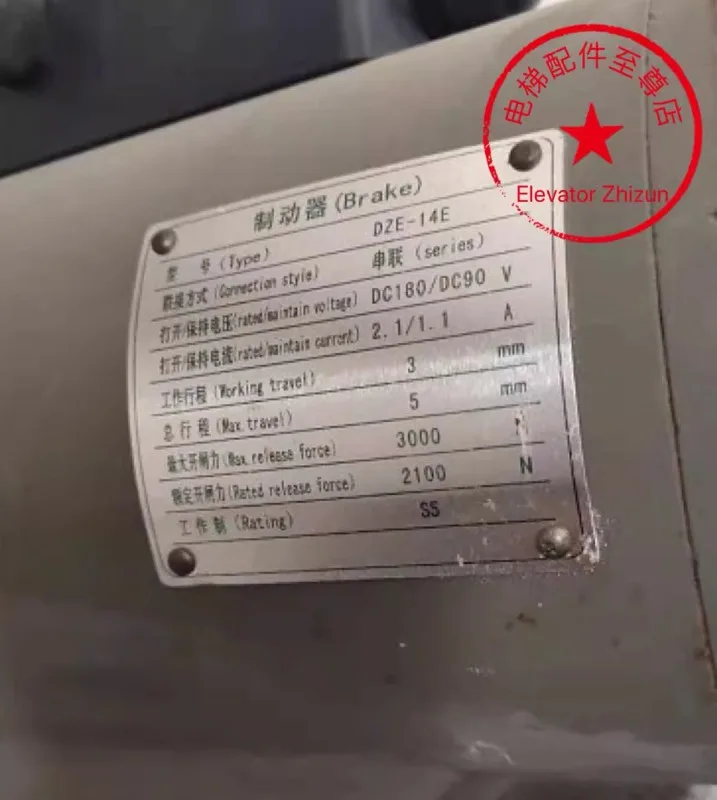 电梯配件至尊店
Elevator Zhizun
制动器(Brake)
型 号(Type) DZE-14E
联接方式(Connection style) 串联(series)
打开/保持电压(rated/maintain voltage) DC180/DC90 V
打开/保持电流(rated/maintain current) 2.1/1.1 A
工作行程(Working travel) 3 mm
总行程(Max.travel) 5 mm
最大开闸力(Max.release force) 3000 N
额定开闸力(Rated release force) 2100 N
工作制(Rating) S5